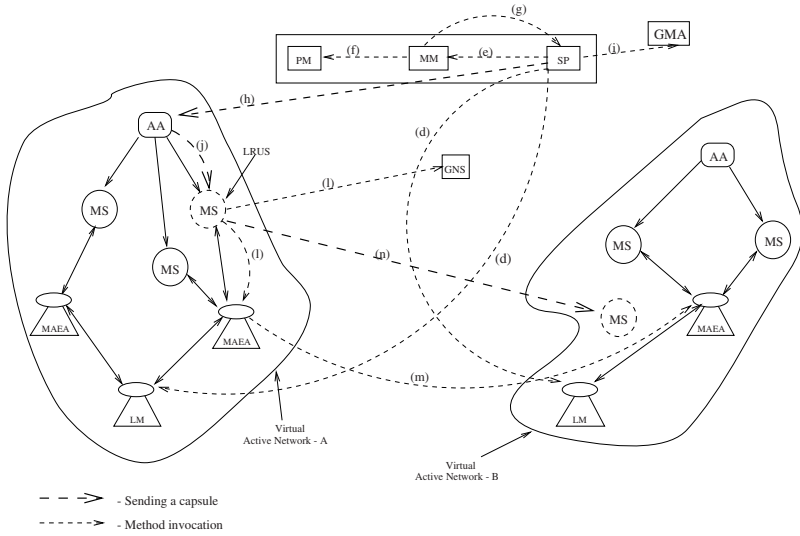 (g)
GMA
(i)
PM
(f)
MM
(e)
SP
(h)
(d)
AA
(j)
LRUS
AA
(l)
GNS
MS
MS
MS
MS
(l)
(n)
(d)
MS
MS
MAEA
MAEA
MAEA
(m)
LM
LM
Virtual
Active Network - A
Virtual
Active Network - B
- Sending a capsule
- Method invocation